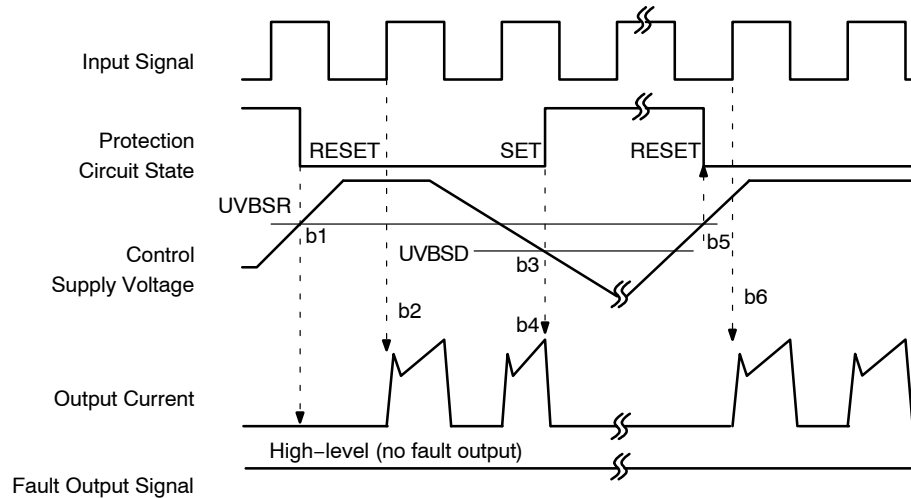 Input Signal
Protection
Circuit State
RESET
SET
RESET
UVBSR
b1
b5
Control
Supply Voltage
UVBSD
b3
b2
b4
b6
Output Current
High−level (no fault output)
Fault Output Signal